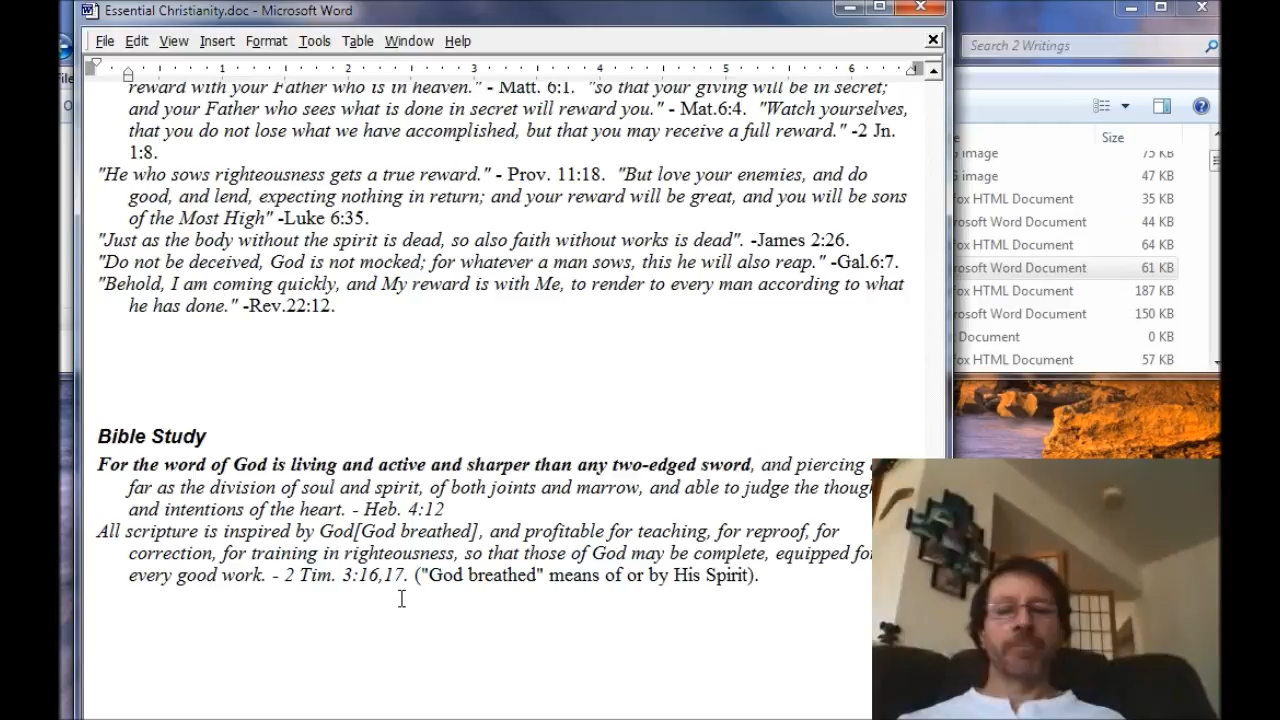 Essential Christianity.doc - Microsoft Word
File Edit View Insert Format Tools Table Window Help
Search 2 Writings
1 2 3 4 5 6
reward with your Father who is in heaven." - Matt. 6:1. "so that your giving will be in secret;
and your Father who sees what is done in secret will reward you." - Mat.6:4. "Watch yourselves,
that you do not lose what we have accomplished, but that you may receive a full reward." -2 Jn.
1:8.
"He who sows righteousness gets a true reward." - Prov. 11:18. "But love your enemies, and do
good, and lend, expecting nothing in return; and your reward will be great, and you will be sons
of the Most High" -Luke 6:35.
"Just as the body without the spirit is dead, so also faith without works is dead". -James 2:26.
"Do not be deceived, God is not mocked; for whatever a man sows, this he will also reap." -Gal.6:7.
"Behold, I am coming quickly, and My reward is with Me, to render to every man according to what
he has done." -Rev.22:12.
Bible Study
For the word of God is living and active and sharper than any two-edged sword, and piercing
far as the division of soul and spirit, of both joints and marrow, and able to judge the though
and intentions of the heart. - Heb. 4:12
All scripture is inspired by God[God breathed], and profitable for teaching, for reproof, for
correction, for training in righteousness, so that those of God may be complete, equipped for
every good work. - 2 Tim. 3:16,17. ("God breathed" means of or by His Spirit).
Size
image 75 KB
G image 47 KB
fox HTML Document 35 KB
rosoft Word Document 44 KB
fox HTML Document 64 KB
rosoft Word Document 61 KB
fox HTML Document 187 KB
rosoft Word Document 150 KB
Document 0 KB
fox HTML Document 57 KB